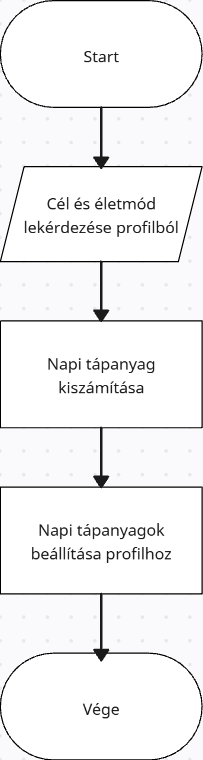 Start
Cél és életmód
lekérdezése profilból
Napi tápanyag
kiszámítása
Napi tápanyagok
beállítása profilhoz
Vége